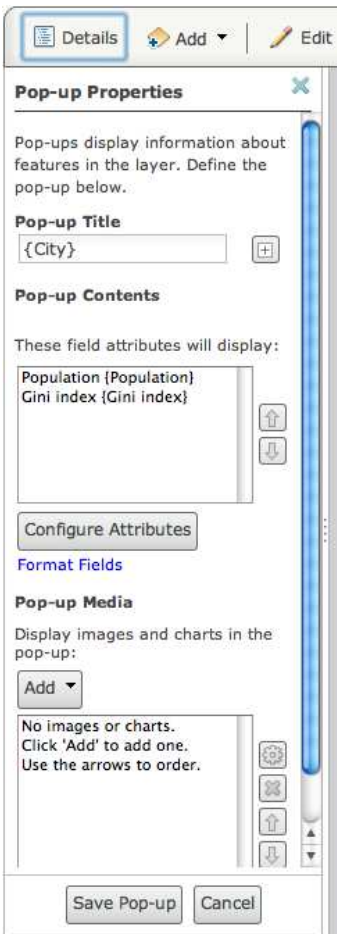 Details Add Edit
Pop-up Properties
Pop-ups display information about
features in the layer. Define the
pop-up below.
Pop-up Title
{City}
Pop-up Contents
These field attributes will display:
Population {Population}
Gini index {Gini index}
Configure Attributes
Format Fields
Pop-up Media
Display images and charts in the
pop-up:
Add
No images or charts.
Click 'Add' to add one.
Use the arrows to order.
Save Pop-up Cancel